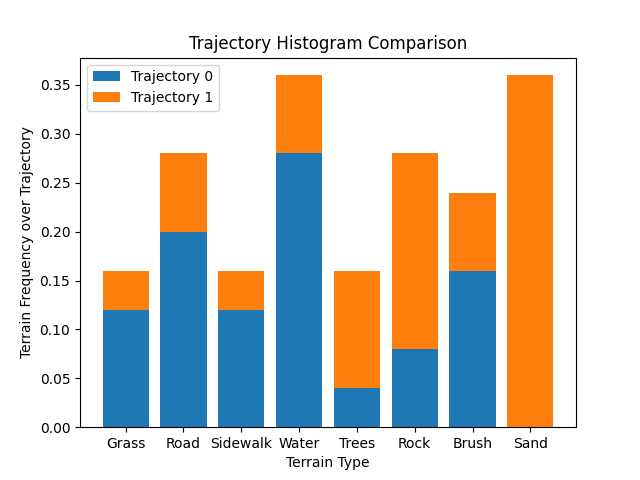 Trajectory Histogram Comparison
Trajectory 0
Trajectory 1
Terrain Frequency over Trajectory
0.35
0.30
0.25
0.20
0.15
0.10
0.05
0.00
Grass Road Sidewalk Water Trees Rock Brush Sand
Terrain Type